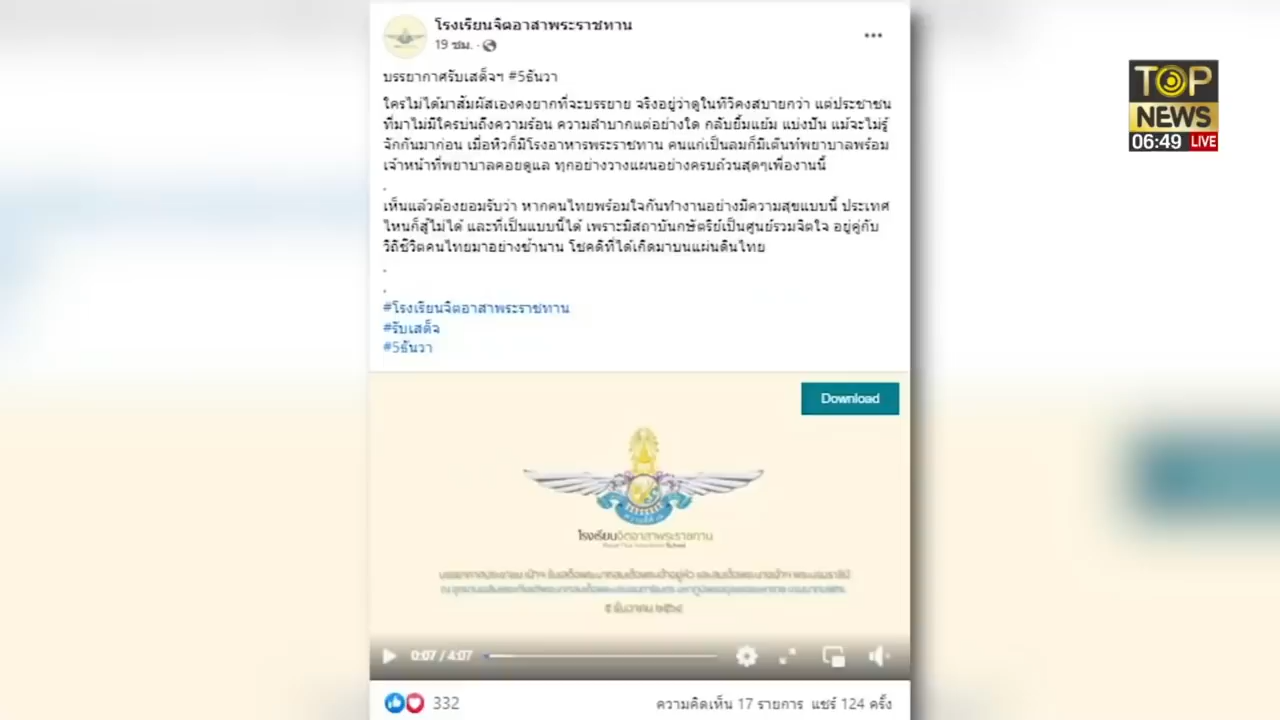 โรงเรียนจิตอาสาพระราชทาน
19 ชม.
บรรยากาศรับเสด็จฯ #5ธันวา
ใครไม่ได้มาสัมผัสเองคงยากที่จะบรรยาย จริงอยู่ว่าดูในทีวีคงสบายกว่า แต่ประชาชน
ที่มาไม่มีใครบ่นถึงความร้อน ความลำบากแต่อย่างใด กลับยิ้มแย้ม แบ่งปัน แม้จะไม่รู้
จักกันมาก่อน เมื่อหิวก็มีโรงอาหารพระราชทาน คนแก่เป็นลมก็มีเต๊นท์พยาบาลพร้อม
เจ้าหน้าที่พยาบาลคอยดูแล ทุกอย่างวางแผนอย่างครบถ้วนสุดๆเพื่องานนี้
.
เห็นแล้วต้องยอมรับว่า หากคนไทยพร้อมใจกันทำงานอย่างมีความสุขแบบนี้ ประเทศ
ไหนก็สู้ไม่ได้ และที่เป็นแบบนี้ได้ เพราะมีสถาบันกษัตริย์เป็นศูนย์รวมจิตใจ อยู่คู่กับ
วิถีชีวิตคนไทยมาอย่างช้านาน โชคดีที่ได้เกิดมาบนแผ่นดินไทย
.
.
#โรงเรียนจิตอาสาพระราชทาน
#รับเสด็จ
#5ธันวา
Download
โรงเรียนจิตอาสาพระราชทาน
0:07 / 4:07
332
ความคิดเห็น 17 รายการ แชร์ 124 ครั้ง
TOP
NEWS
06:49 LIVE